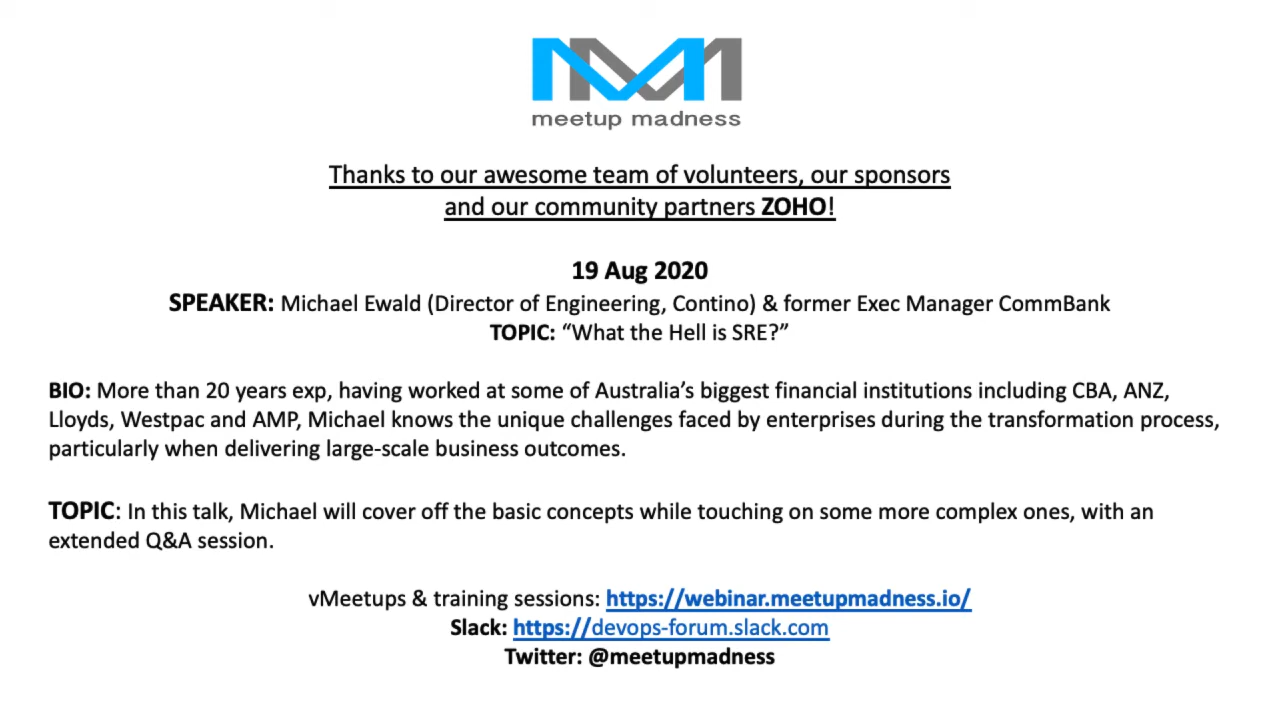 meetup madness
Thanks to our awesome team of volunteers, our sponsors
and our community partners ZOHO!
19 Aug 2020
SPEAKER: Michael Ewald (Director of Engineering, Contino) & former Exec Manager CommBank
TOPIC: “What the Hell is SRE?”
BIO: More than 20 years exp, having worked at some of Australia’s biggest financial institutions including CBA, ANZ,
Lloyds, Westpac and AMP, Michael knows the unique challenges faced by enterprises during the transformation process,
particularly when delivering large-scale business outcomes.
TOPIC: In this talk, Michael will cover off the basic concepts while touching on some more complex ones, with an
extended Q&A session.
vMeetups & training sessions: https://webinar.meetupmadness.io/
Slack: https://devops-forum.slack.com
Twitter: @meetupmadness